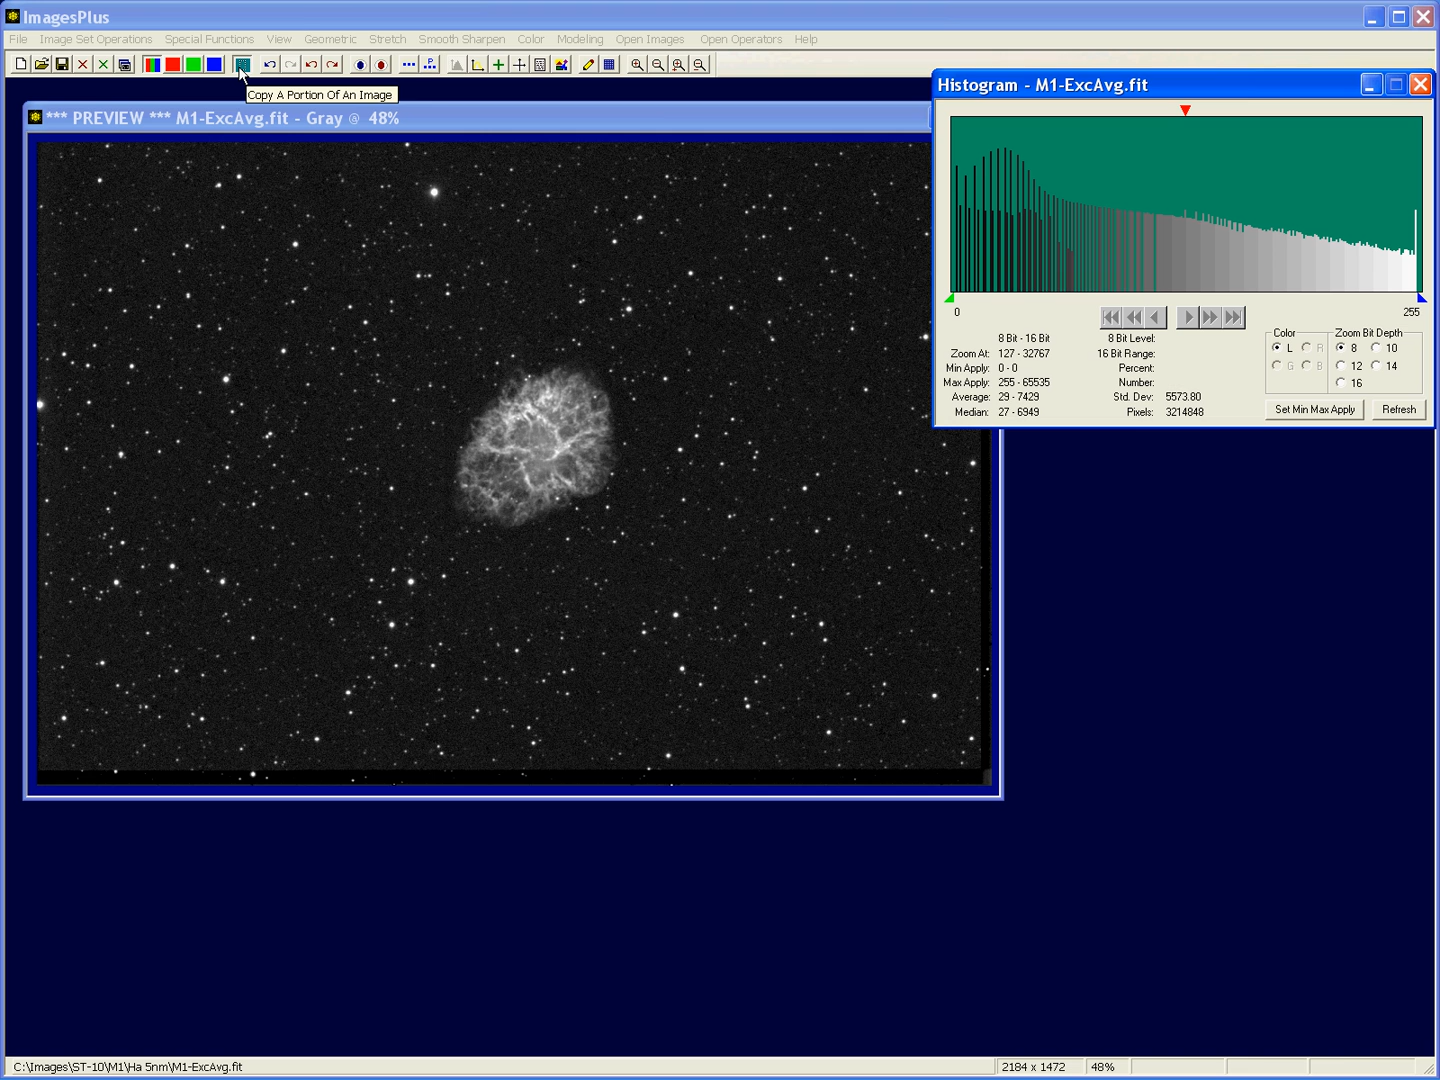 ImagesPlus
File Image Set Operations Special Functions View Geometric Stretch Smooth Sharpen Color Modeling Open Images Open Operators Help
Copy A Portion Of An Image
*** PREVIEW *** M1-ExcAvg.fit - Gray @ 48%
Histogram - M1-ExcAvg.fit
0 255
8 Bit - 16 Bit
Zoom At: 127 - 32767
Min Apply: 0 - 0
Max Apply: 255 - 65535
Average: 29 - 7429
Median: 27 - 6949
8 Bit Level:
16 Bit Range:
Percent:
Number:
Std. Dev: 5573.80
Pixels: 3214848
Color
L R
G B
Zoom Bit Depth
8 10
12 14
16
Set Min Max Apply Refresh
C:\Images\ST-10\M1\Ha 5nm\M1-ExcAvg.fit 2184 x 1472 48%